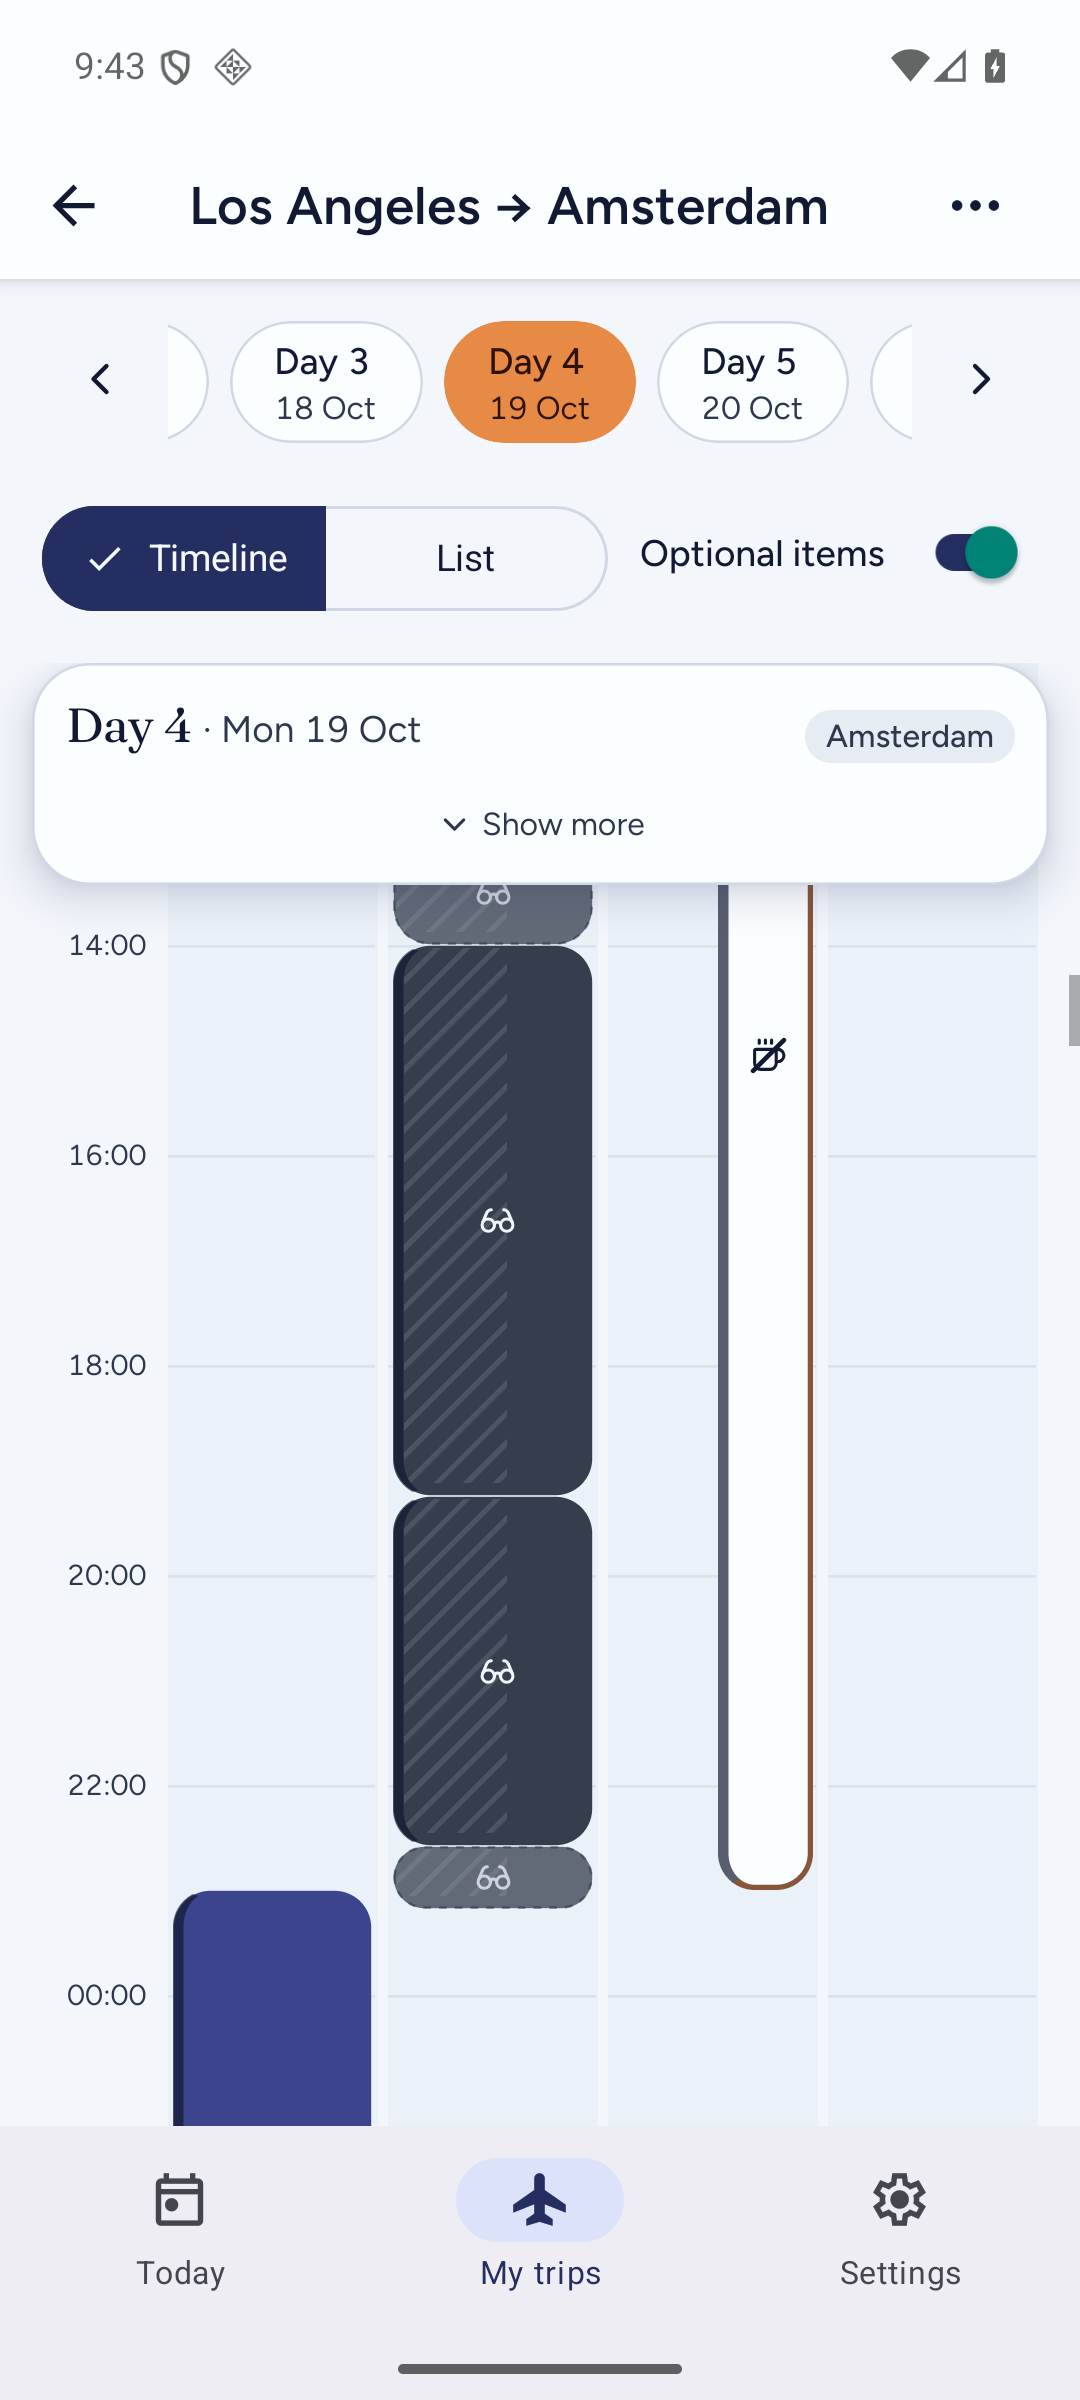 9:43
Los Angeles → Amsterdam
Day 3
18 Oct
Day 4
19 Oct
Day 5
20 Oct
Timeline
List
Optional items
Day 4 · Mon 19 Oct
Amsterdam
Show more
14:00
16:00
18:00
20:00
22:00
00:00
Today
My trips
Settings